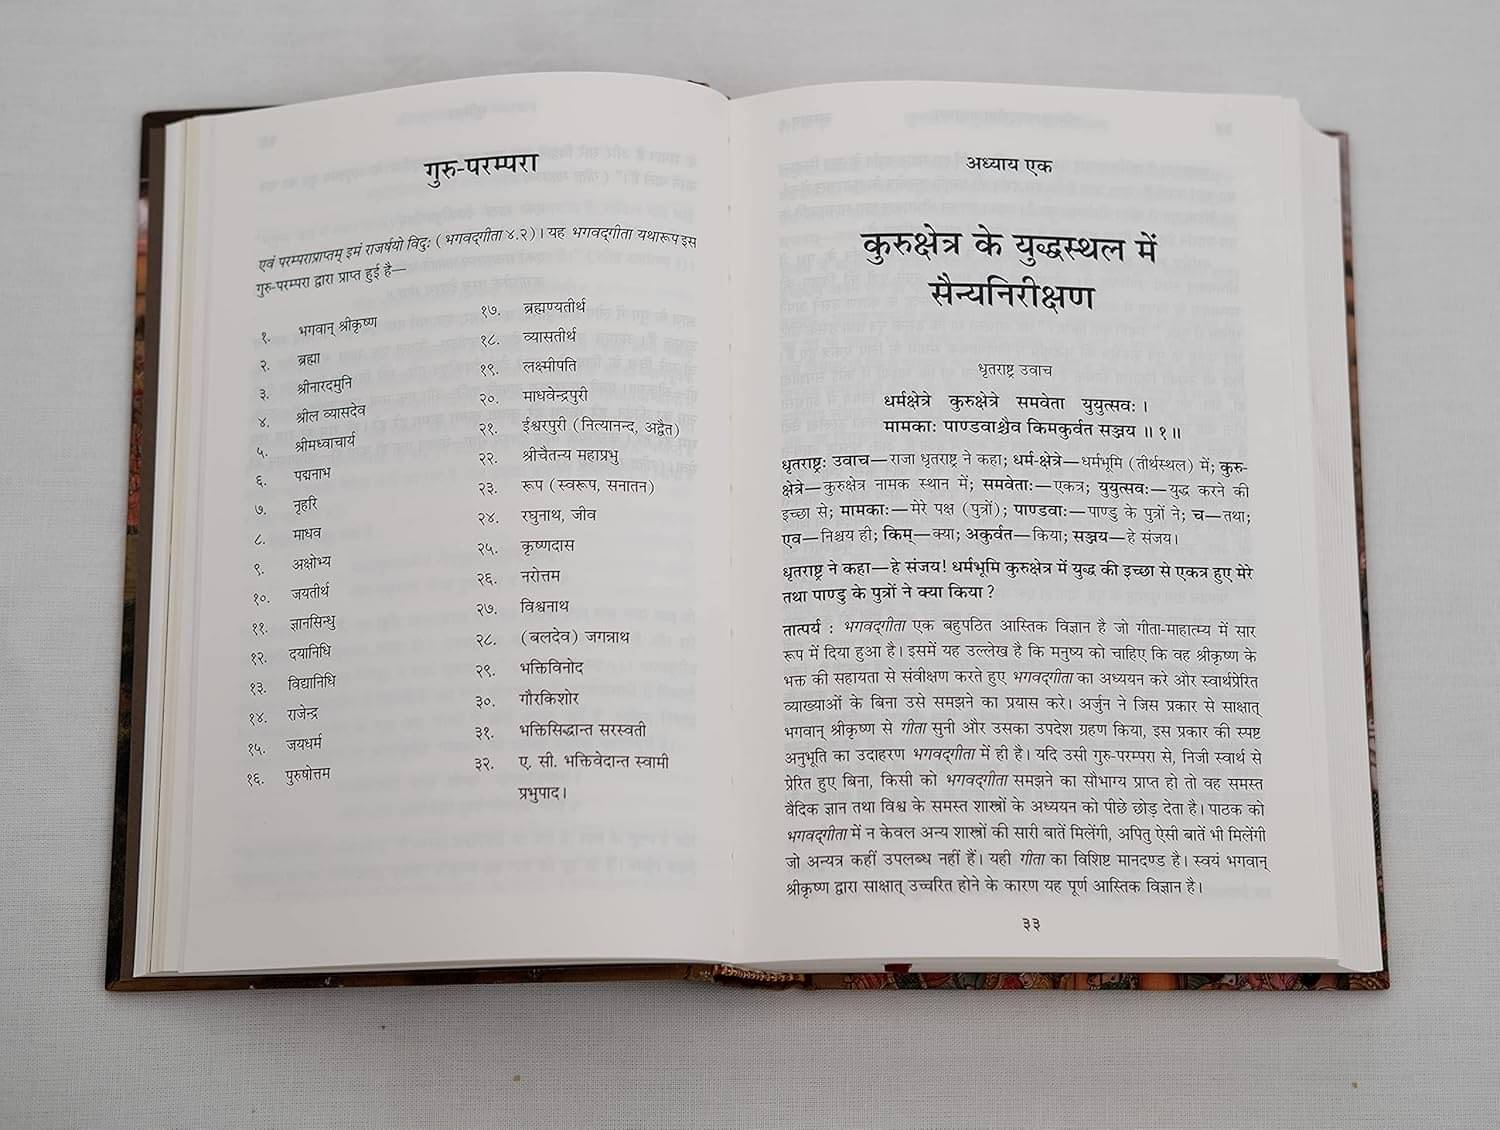 गुरु-परम्परा
एवं परम्पराप्राप्तम् इमं राजर्षयो विदुः (भगवद्‌गीता ४.२)। यह भगवद्‌गीता यथारूप इस
गुरु-परम्परा द्वारा प्राप्त हुई है—
१. भगवान् श्रीकृष्ण
२. ब्रह्मा
३. श्रीनारदमुनि
४. श्रील व्यासदेव
५. श्रीमध्वाचार्य
६. पद्मनाभ
७. नृहरि
८. माधव
९. अक्षोभ्य
१०. जयतीर्थ
११. ज्ञानसिन्धु
१२. दयानिधि
१३. विद्यानिधि
१४. राजेन्द्र
१५. जयधर्म
१६. पुरुषोत्तम
१७. ब्रह्मण्यतीर्थ
१८. व्यासतीर्थ
१९. लक्ष्मीपति
२०. माधवेन्द्रपुरी
२१. ईश्वरपुरी (नित्यानन्द, अद्वैत)
२२. श्रीचैतन्य महाप्रभु
२३. रूप (स्वरूप, सनातन)
२४. रघुनाथ, जीव
२५. कृष्णदास
२६. नरोत्तम
२७. विश्वनाथ
२८. (बलदेव) जगन्नाथ
२९. भक्तिविनोद
३०. गौरकिशोर
३१. भक्तिसिद्धान्त सरस्वती
३२. ए. सी. भक्तिवेदान्त स्वामी
प्रभुपाद।
अध्याय एक
कुरुक्षेत्र के युद्धस्थल में
सैन्यनिरीक्षण
धृतराष्ट्र उवाच
धर्मक्षेत्रे कुरुक्षेत्रे समवेता युयुत्सवः ।
मामकाः पाण्डवाश्चैव किमकुर्वत सञ्जय ॥ १॥
धृतराष्ट्रः उवाच—राजा धृतराष्ट्र ने कहा; धर्म-क्षेत्रे—धर्मभूमि (तीर्थस्थल) में; कुरु-
क्षेत्रे—कुरुक्षेत्र नामक स्थान में; समवेताः—एकत्र; युयुत्सवः—युद्ध करने की
इच्छा से; मामकाः—मेरे पक्ष (पुत्रों); पाण्डवाः—पाण्डु के पुत्रों ने; च—तथा;
एव—निश्चय ही; किम्—क्या; अकुर्वत—किया; सञ्जय—हे संजय।
धृतराष्ट्र ने कहा—हे संजय! धर्मभूमि कुरुक्षेत्र में युद्ध की इच्छा से एकत्र हुए मेरे
तथा पाण्डु के पुत्रों ने क्या किया ?
तात्पर्य : भगवद्‌गीता एक बहुपठित आस्तिक विज्ञान है जो गीता-माहात्म्य में सार
रूप में दिया हुआ है। इसमें यह उल्लेख है कि मनुष्य को चाहिए कि वह श्रीकृष्ण के
भक्त की सहायता से संवीक्षण करते हुए भगवद्‌गीता का अध्ययन करे और स्वार्थप्रेरित
व्याख्याओं के बिना उसे समझने का प्रयास करे। अर्जुन ने जिस प्रकार से साक्षात्
भगवान् श्रीकृष्ण से गीता सुनी और उसका उपदेश ग्रहण किया, इस प्रकार की स्पष्ट
अनुभूति का उदाहरण भगवद्‌गीता में ही है। यदि उसी गुरु-परम्परा से, निजी स्वार्थ से
प्रेरित हुए बिना, किसी को भगवद्‌गीता समझने का सौभाग्य प्राप्त हो तो वह समस्त
वैदिक ज्ञान तथा विश्व के समस्त शास्त्रों के अध्ययन को पीछे छोड़ देता है। पाठक को
भगवद्‌गीता में न केवल अन्य शास्त्रों की सारी बातें मिलेंगी, अपितु ऐसी बातें भी मिलेंगी
जो अन्यत्र कहीं उपलब्ध नहीं हैं। यही गीता का विशिष्ट मानदण्ड है। स्वयं भगवान्
श्रीकृष्ण द्वारा साक्षात् उच्चरित होने के कारण यह पूर्ण आस्तिक विज्ञान है।
३३